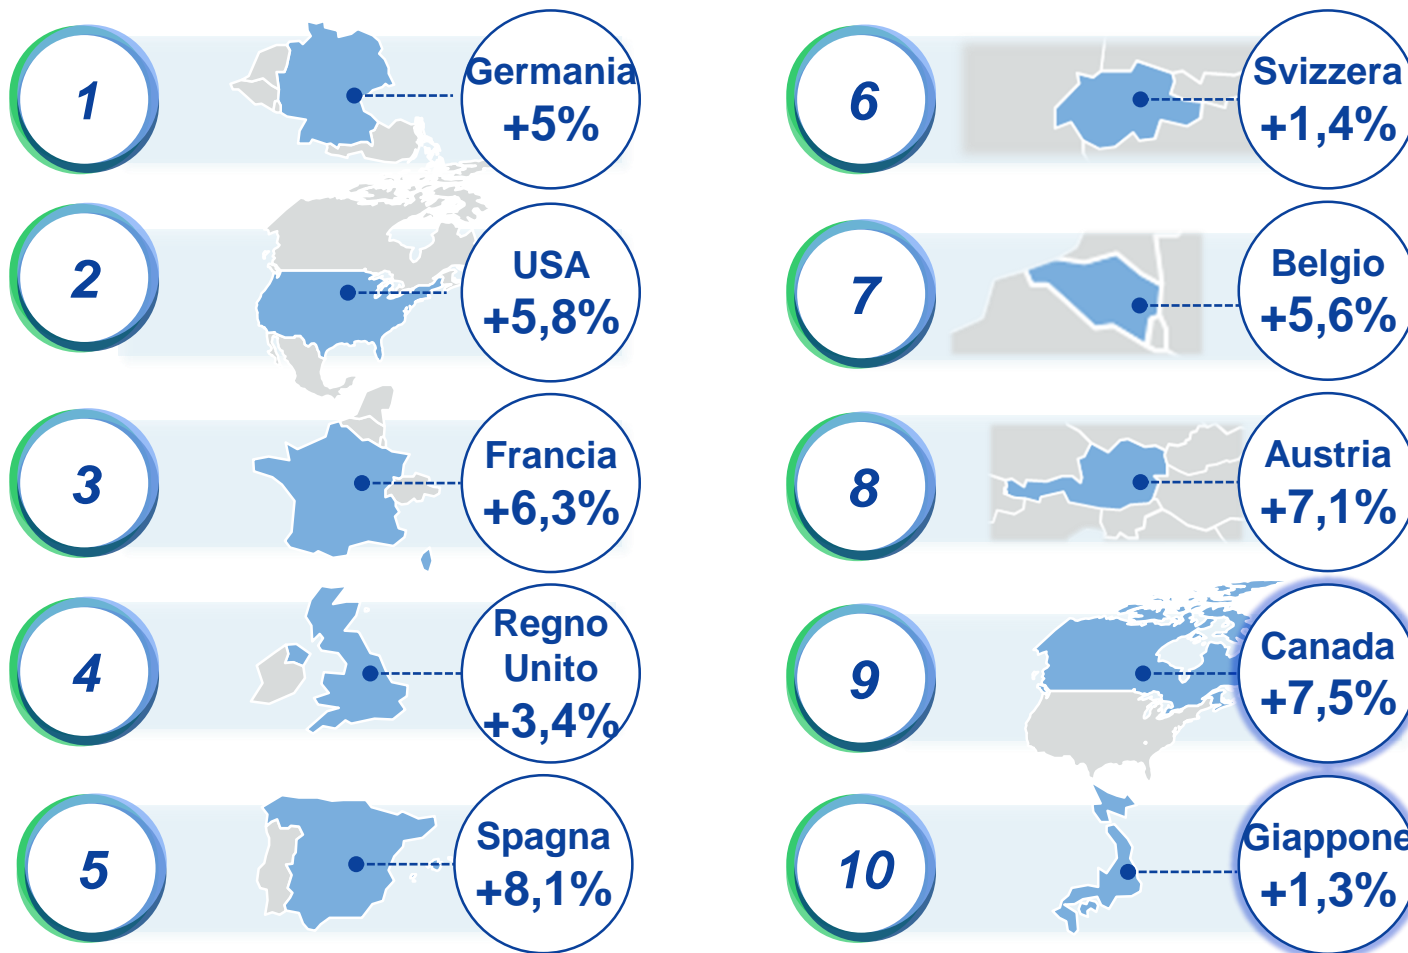 1
Germania
+5%
2
USA
+5,8%
3
Francia
+6,3%
4
Regno
Unito
+3,4%
5
Spagna
+8,1%
6
Svizzera
+1,4%
7
Belgio
+5,6%
8
Austria
+7,1%
9
Canada
+7,5%
10
Giappone
+1,3%